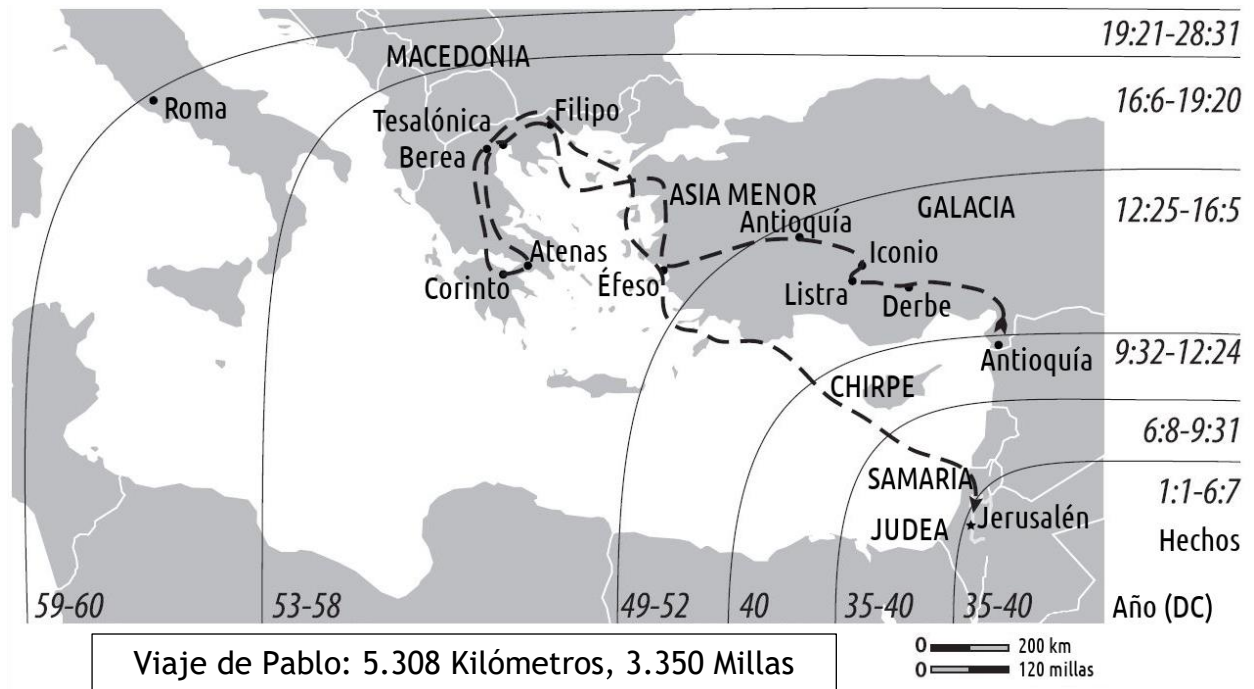 19:21-28:31
MACEDONIA
Roma
16:6-19:20
Filipo
Tesalónica
Berea
ASIA MENOR
GALACIA
12:25-16:5
Antioquía
Atenas
Iconio
Corinto
Éfeso
Listra
Derbe
Antioquía
9:32-12:24
CHIRPE
6:8-9:31
SAMARIA
1:1-6:7
Jerusalén
JUDEA
Hechos
59-60
53-58
49-52
40
35-40
35-40
Año (DC)
Viaje de Pablo: 5.308 Kilómetros, 3.350 Millas
0 200 km
0 120 millas